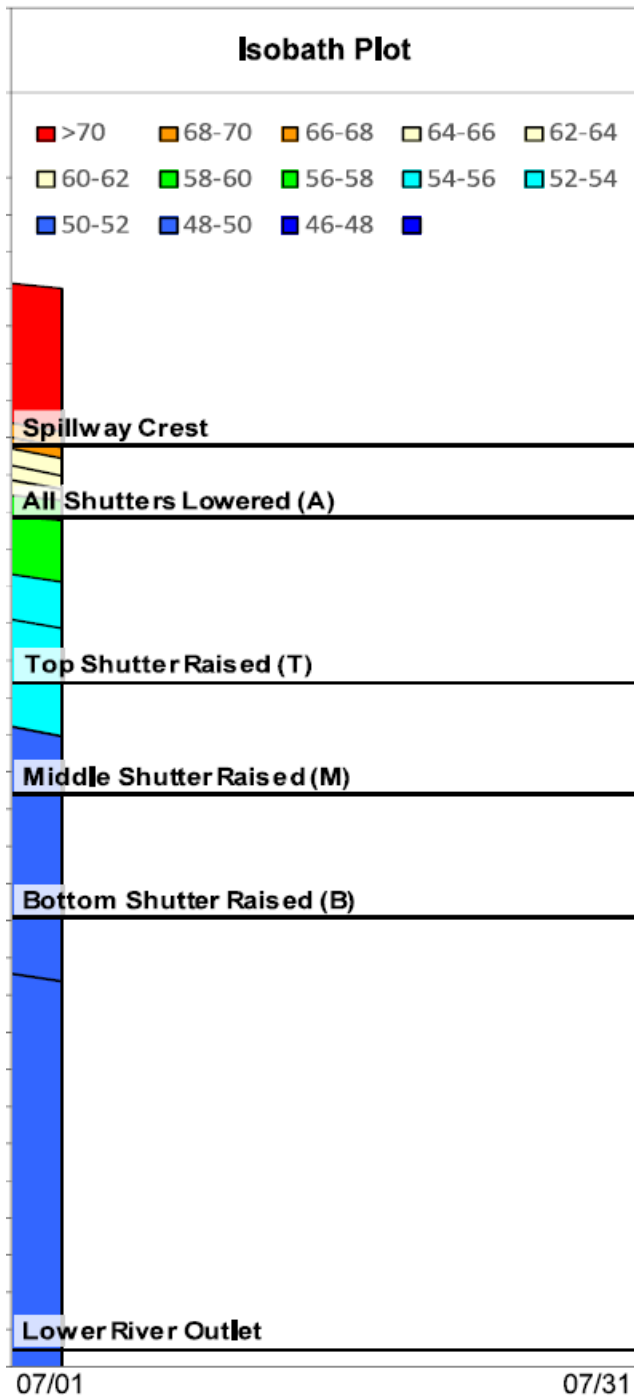 Isobath Plot
>70 68-70 66-68 64-66 62-64
60-62 58-60 56-58 54-56 52-54
50-52 48-50 46-48
Spillway Crest
All Shutters Lowered (A)
Top Shutter Raised (T)
Middle Shutter Raised (M)
Bottom Shutter Raised (B)
Lower River Outlet
07/01 07/31